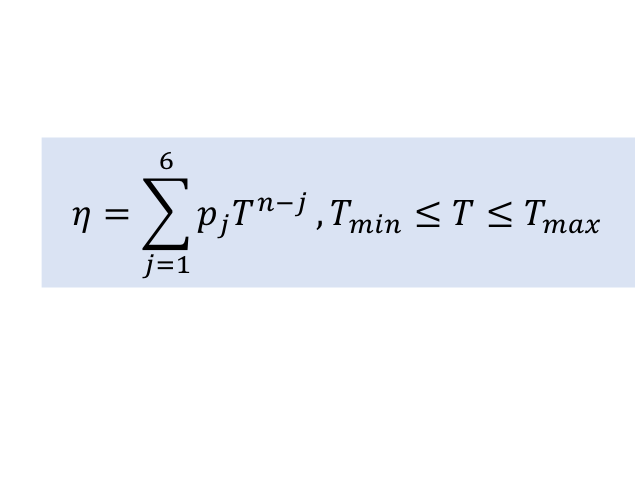 η = ∑_{j=1}^{6} p_j T^{n−j} , T_{min} ≤ T ≤ T_{max}